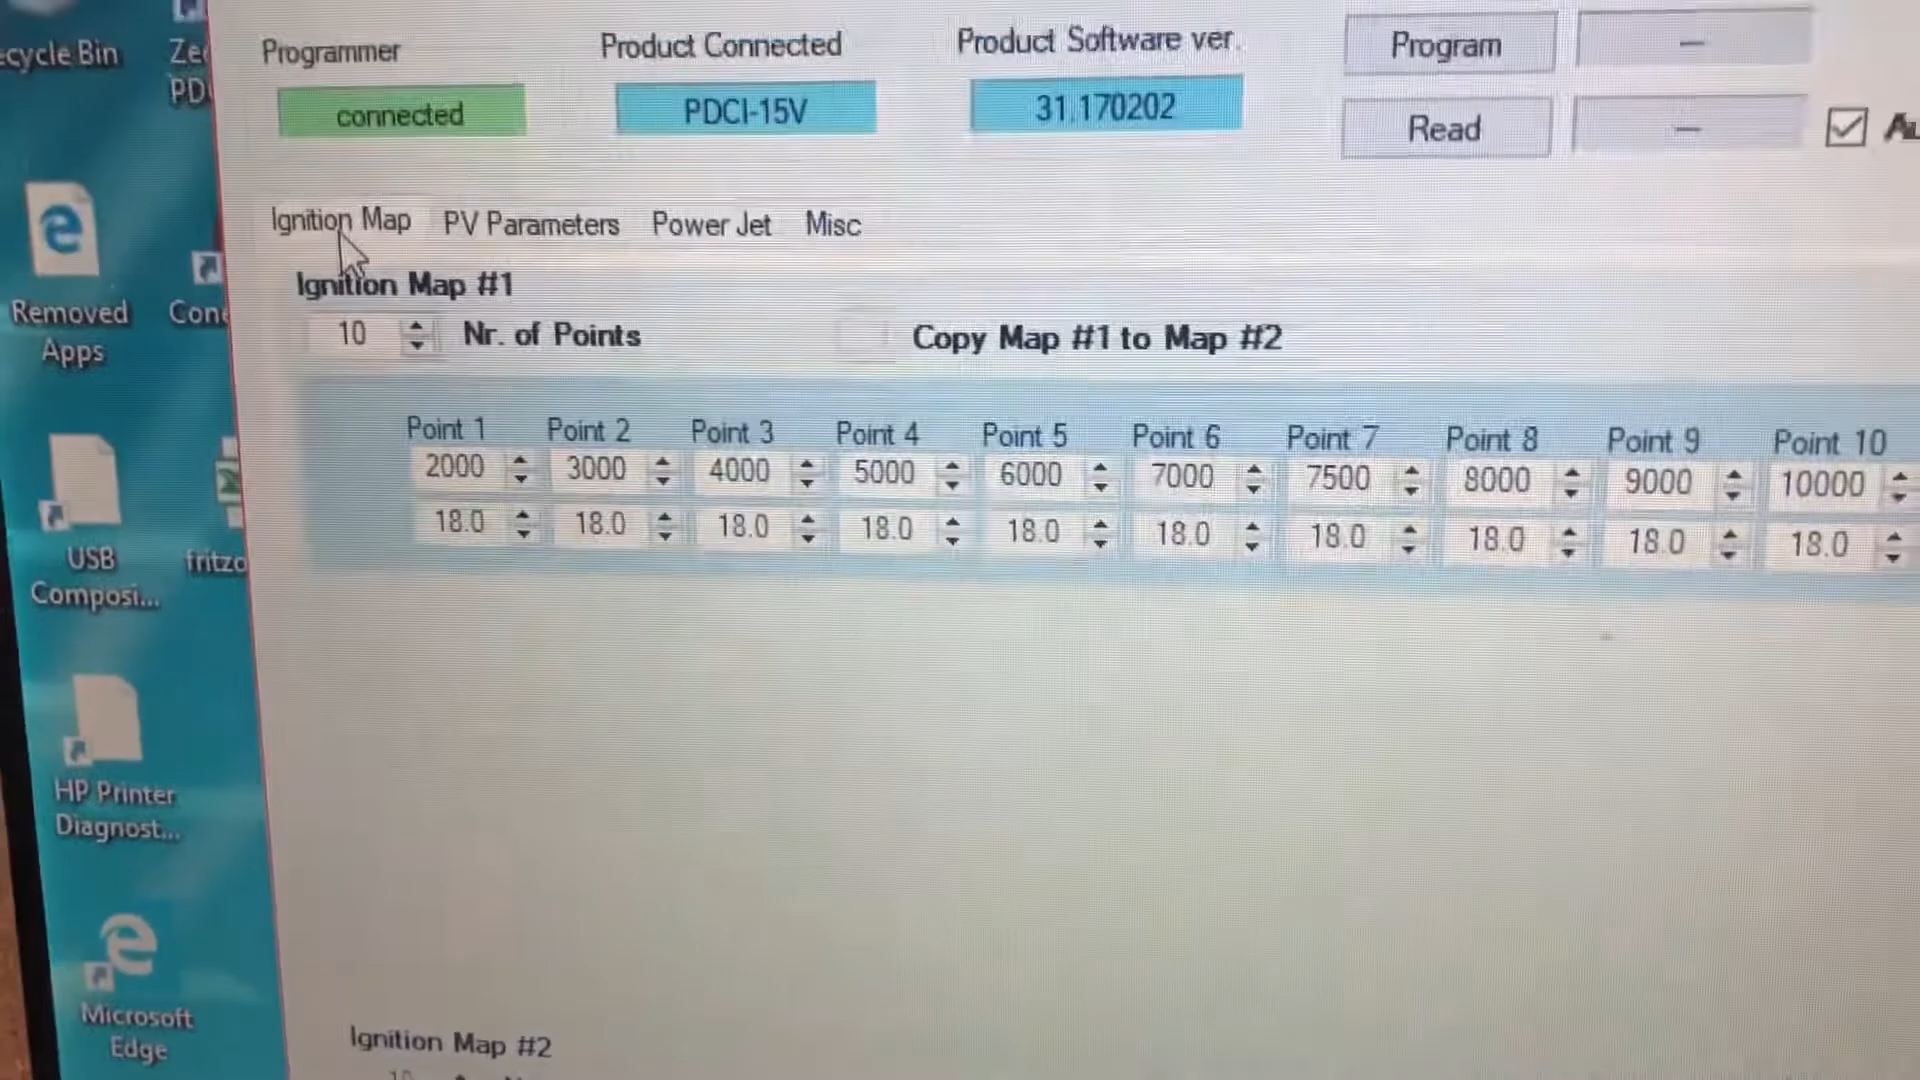 ecycle Bin
Programmer
Product Connected
Product Software ver.
Program
connected
PDCI-15V
31.170202
Read
Ignition Map
PV Parameters
Power Jet
Misc
Ignition Map #1
10
Nr. of Points
Copy Map #1 to Map #2
Point 1
Point 2
Point 3
Point 4
Point 5
Point 6
Point 7
Point 8
Point 9
Point 10
2000
3000
4000
5000
6000
7000
7500
8000
9000
10000
18.0
18.0
18.0
18.0
18.0
18.0
18.0
18.0
18.0
18.0
Ignition Map #2
10
Removed
Apps
USB
Composi...
fritzo
HP Printer
Diagnost...
Microsoft
Edge